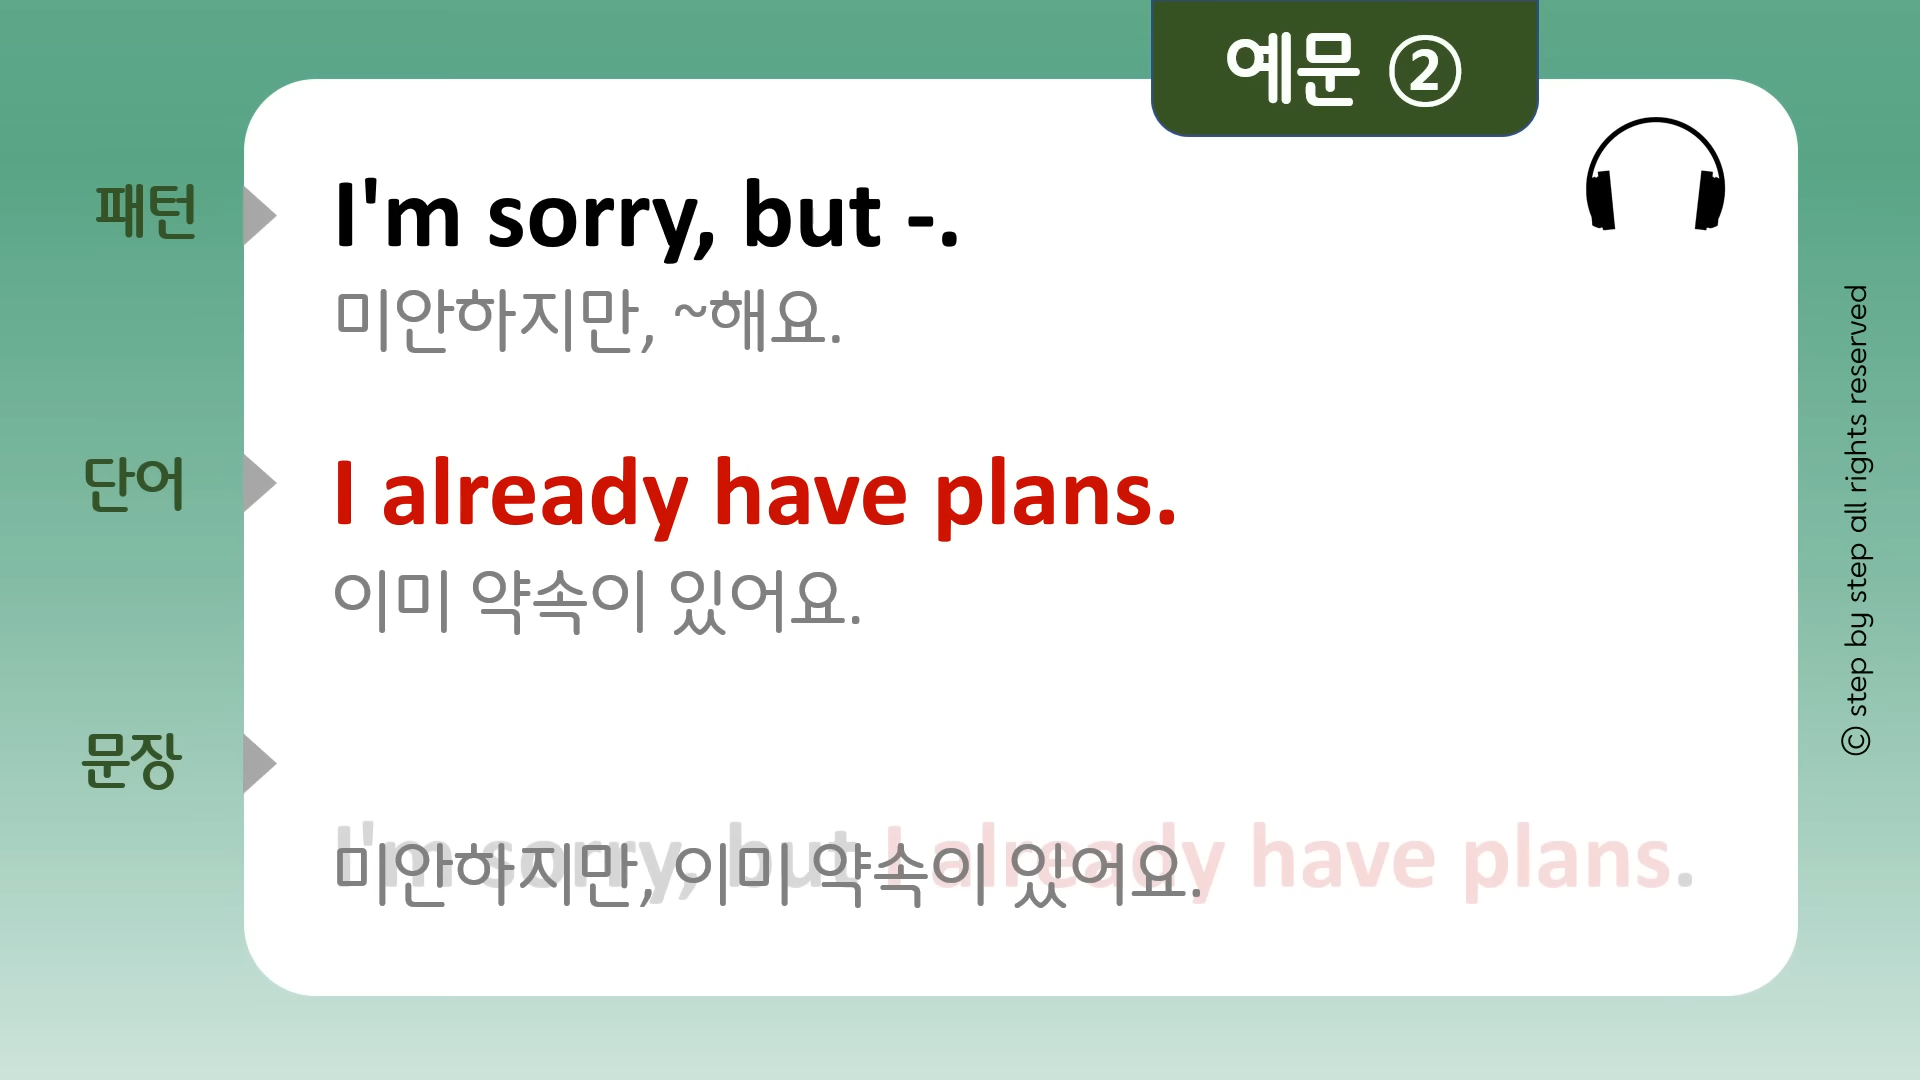 예문 ②
패턴
I'm sorry, but -.
미안하지만, ~해요.
단어
I already have plans.
이미 약속이 있어요.
문장
I'm sorry, but I already have plans.
미안하지만, 이미 약속이 있어요.
© step by step all rights reserved